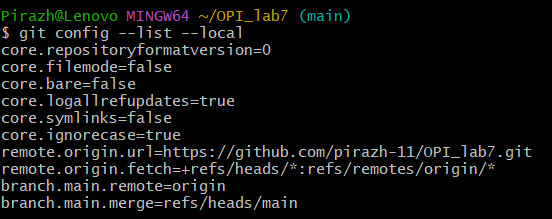 Pirazh@Lenovo MINGW64 ~/OPI_lab7 (main)
$ git config --list --local
core.repositoryformatversion=0
core.filemode=false
core.bare=false
core.logallrefupdates=true
core.symlinks=false
core.ignorecase=true
remote.origin.url=https://github.com/pirazh-11/OPI_lab7.git
remote.origin.fetch=+refs/heads/*:refs/remotes/origin/*
branch.main.remote=origin
branch.main.merge=refs/heads/main